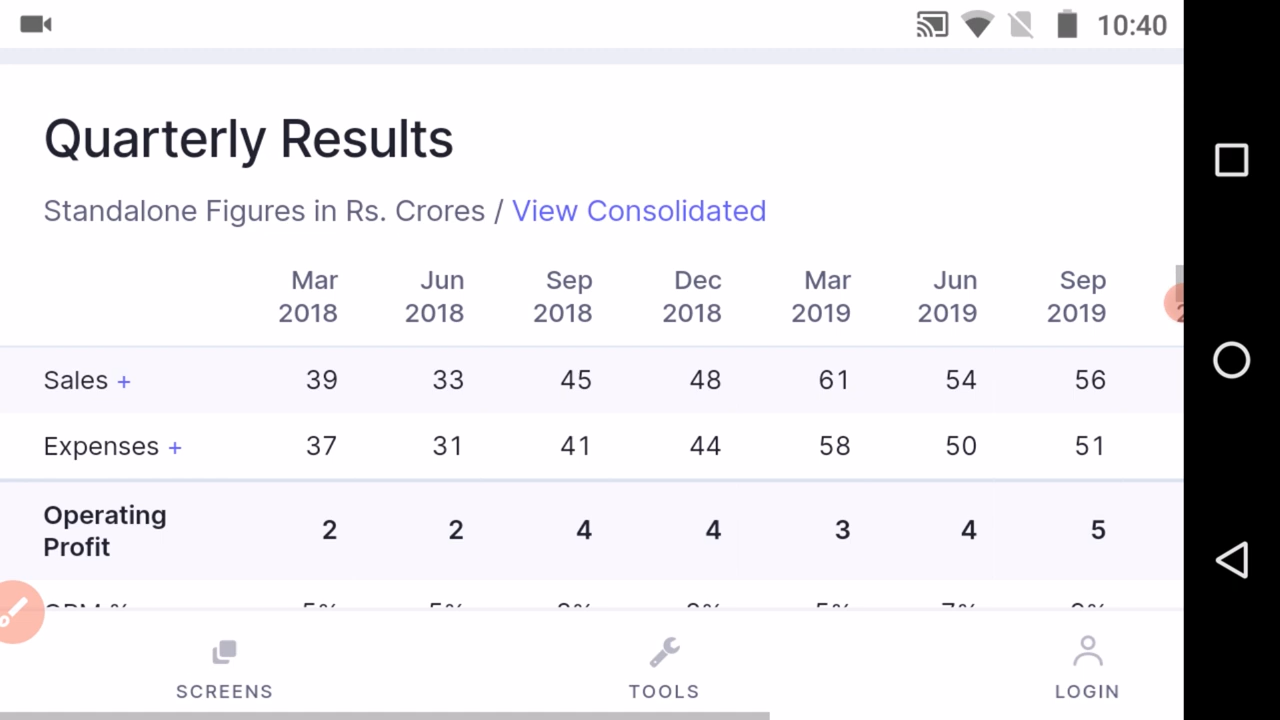 10:40
Quarterly Results
Standalone Figures in Rs. Crores / View Consolidated
Mar Jun Sep Dec Mar Jun Sep
2018 2018 2018 2018 2019 2019 2019
Sales + 39 33 45 48 61 54 56
Expenses + 37 31 41 44 58 50 51
Operating
Profit 2 2 4 4 3 4 5
SCREENS TOOLS LOGIN